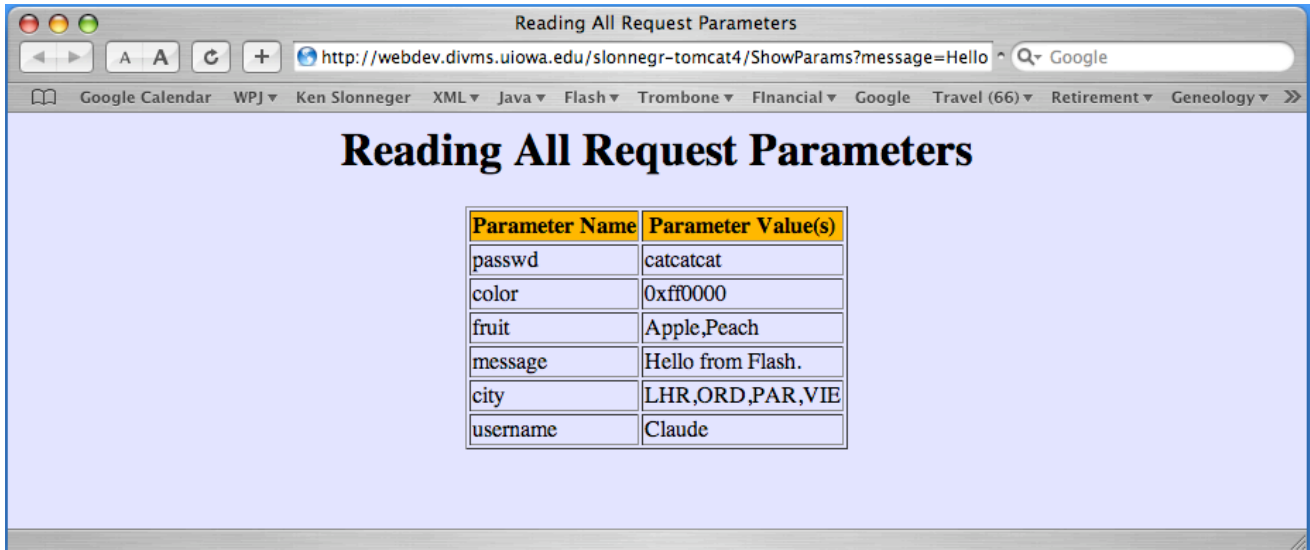 Reading All Request Parameters
A A + http://webdev.divms.uiowa.edu/slonnegr-tomcat4/ShowParams?message=Hello Google
Google Calendar WPJ Ken Slonneger XML Java Flash Trombone FInancial Google Travel (66) Retirement Geneology
Reading All Request Parameters
Parameter Name Parameter Value(s)
passwd catcatcat
color 0xff0000
fruit Apple,Peach
message Hello from Flash.
city LHR,ORD,PAR,VIE
username Claude